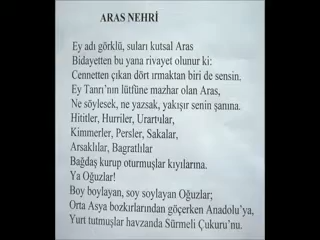 ARAS NEHRİ
Ey adı görklü, suları kutsal Aras
Bidayetten bu yana rivayet olunur ki:
Cennetten çıkan dört ırmaktan biri de sensin.
Ey Tanrı'nın lütfüne mazhar olan Aras,
Ne söylesek, ne yazsak, yakışır senin şanına.
Hititler, Hurriler, Urartular,
Kimmerler, Persler, Sakalar,
Arsaklılar, Bagratlılar
Bağdaş kurup oturmuşlar kıyılarına.
Ya Oğuzlar!
Boy boylayan, soy soylayan Oğuzlar;
Orta Asya bozkırlarından göçerken Anadolu'ya,
Yurt tutmuşlar havzanda Sürmeli Çukuru'nu.